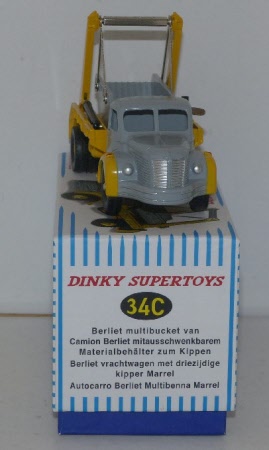 DINKY SUPERTOYS
34C
Berliet multibucket van
Camion Berliet mitausschwenkbarem
Materialbehälter zum Kippen
Berliet vrachtwagen met driezijdige
kipper Marrel
Autocarro Berliet Multibenna Marrel